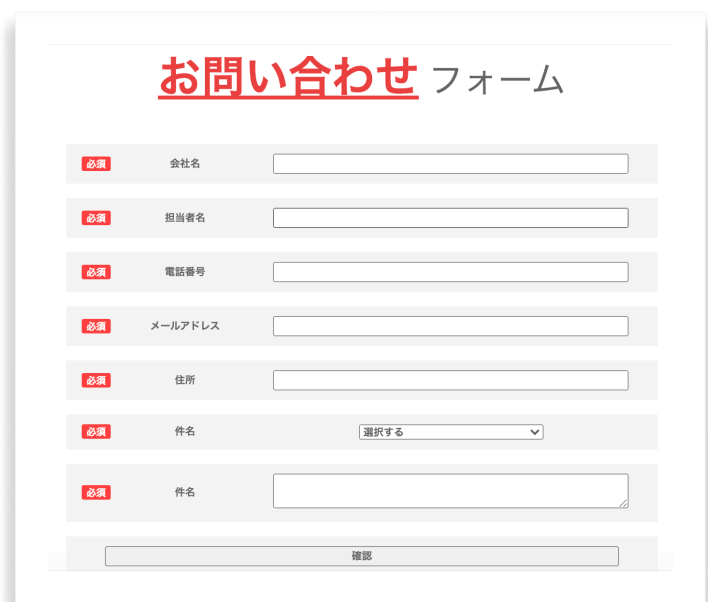 お問い合わせ フォーム
必須 会社名
必須 担当者名
必須 電話番号
必須 メールアドレス
必須 住所
必須 件名 選択する
必須 件名
確認